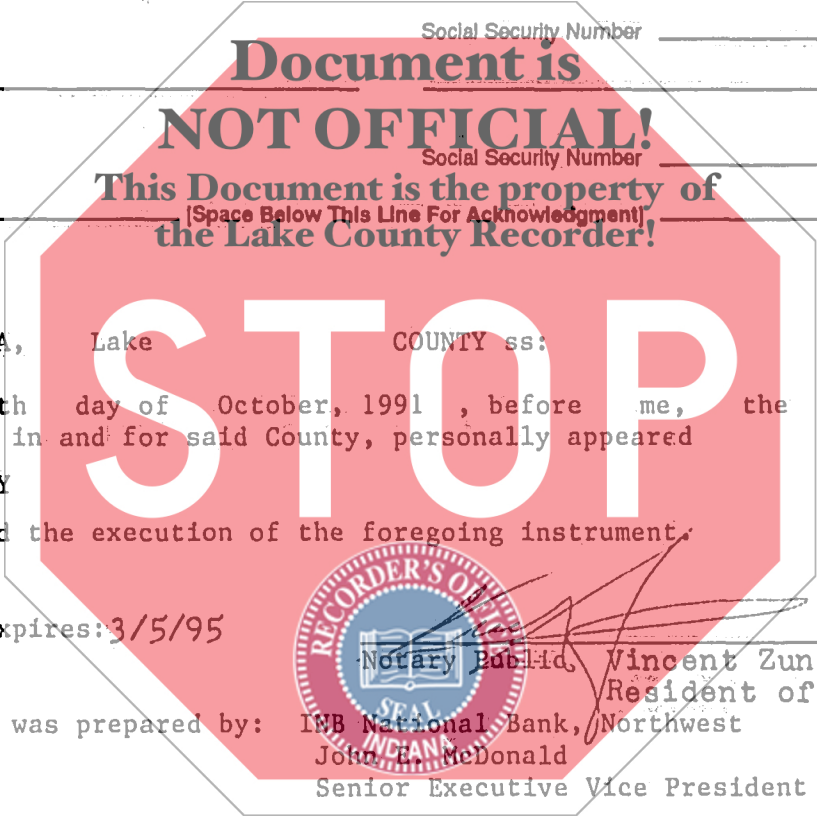 Social Security Number
Document is
NOT OFFICIAL!
Social Security Number
This Document is the property of
[Space Below This Line For Acknowledgment]
the Lake County Recorder!
STOP
A, Lake COUNTY ss:
th day of October, 1991 , before me, the
in and for said County, personally appeared
Y
d the execution of the foregoing instrument.
RECORDER'S OFFICE
xpires: 3/5/95
Notary Public, Vincent Zun
Resident of
SEAL
was prepared by: INB National Bank, Northwest
INDIANA
John E. McDonald
Senior Executive Vice President